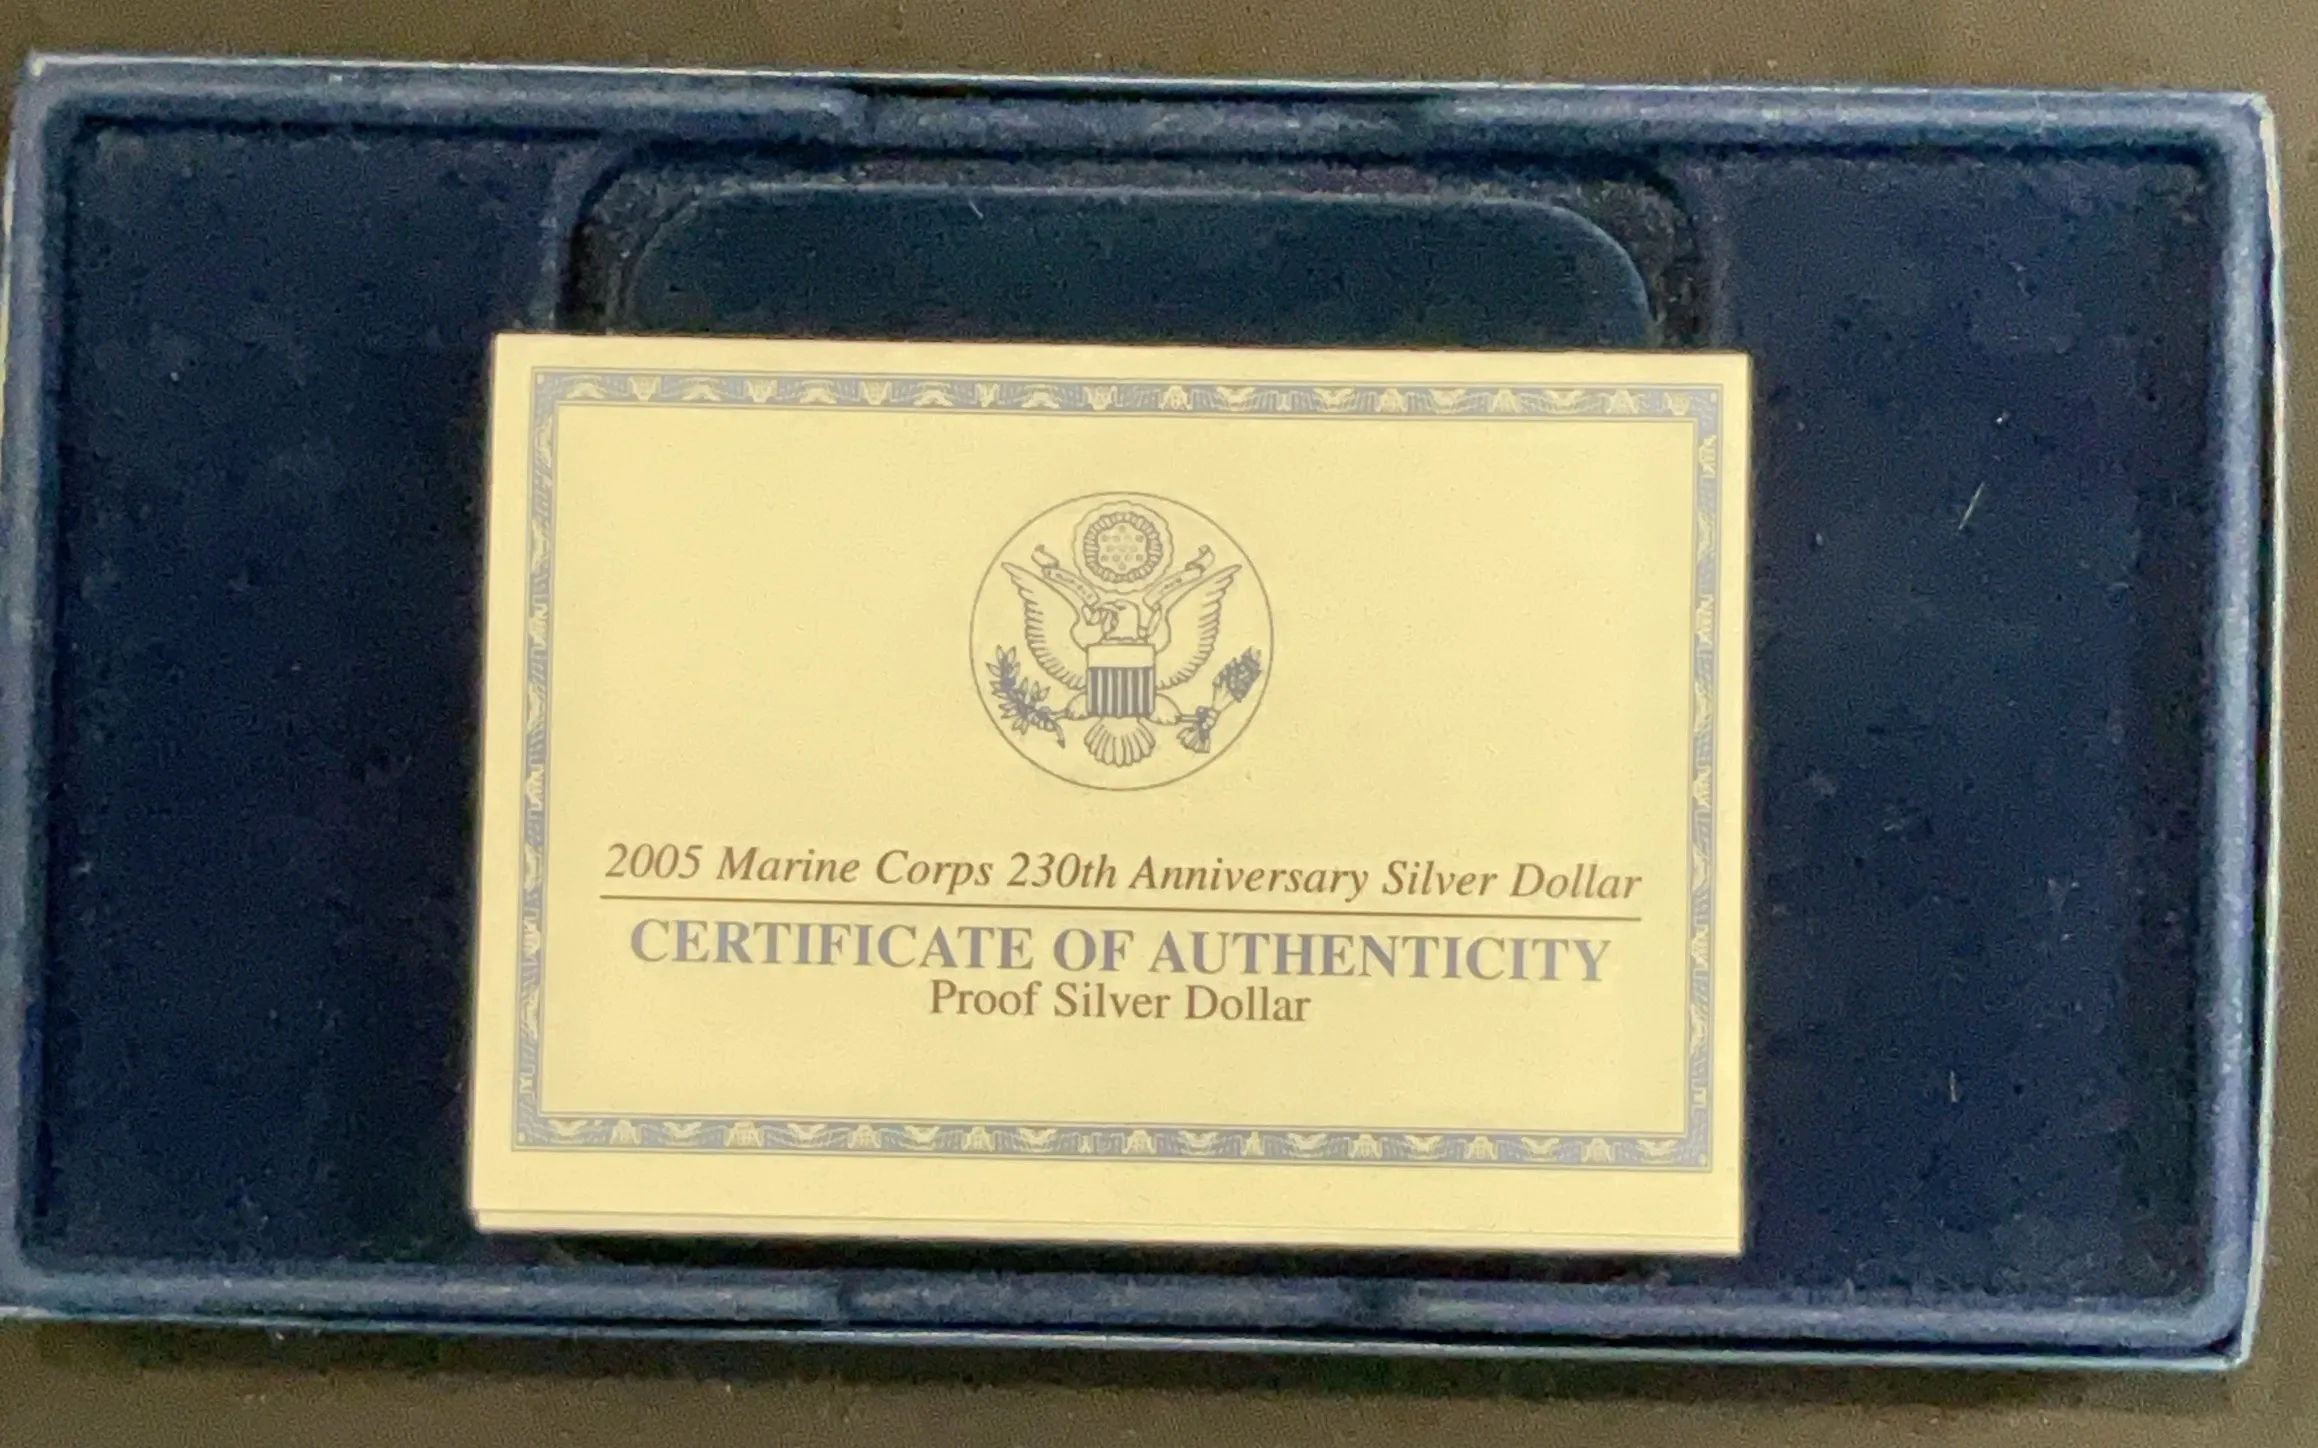 2005 Marine Corps 230th Anniversary Silver Dollar
CERTIFICATE OF AUTHENTICITY
Proof Silver Dollar